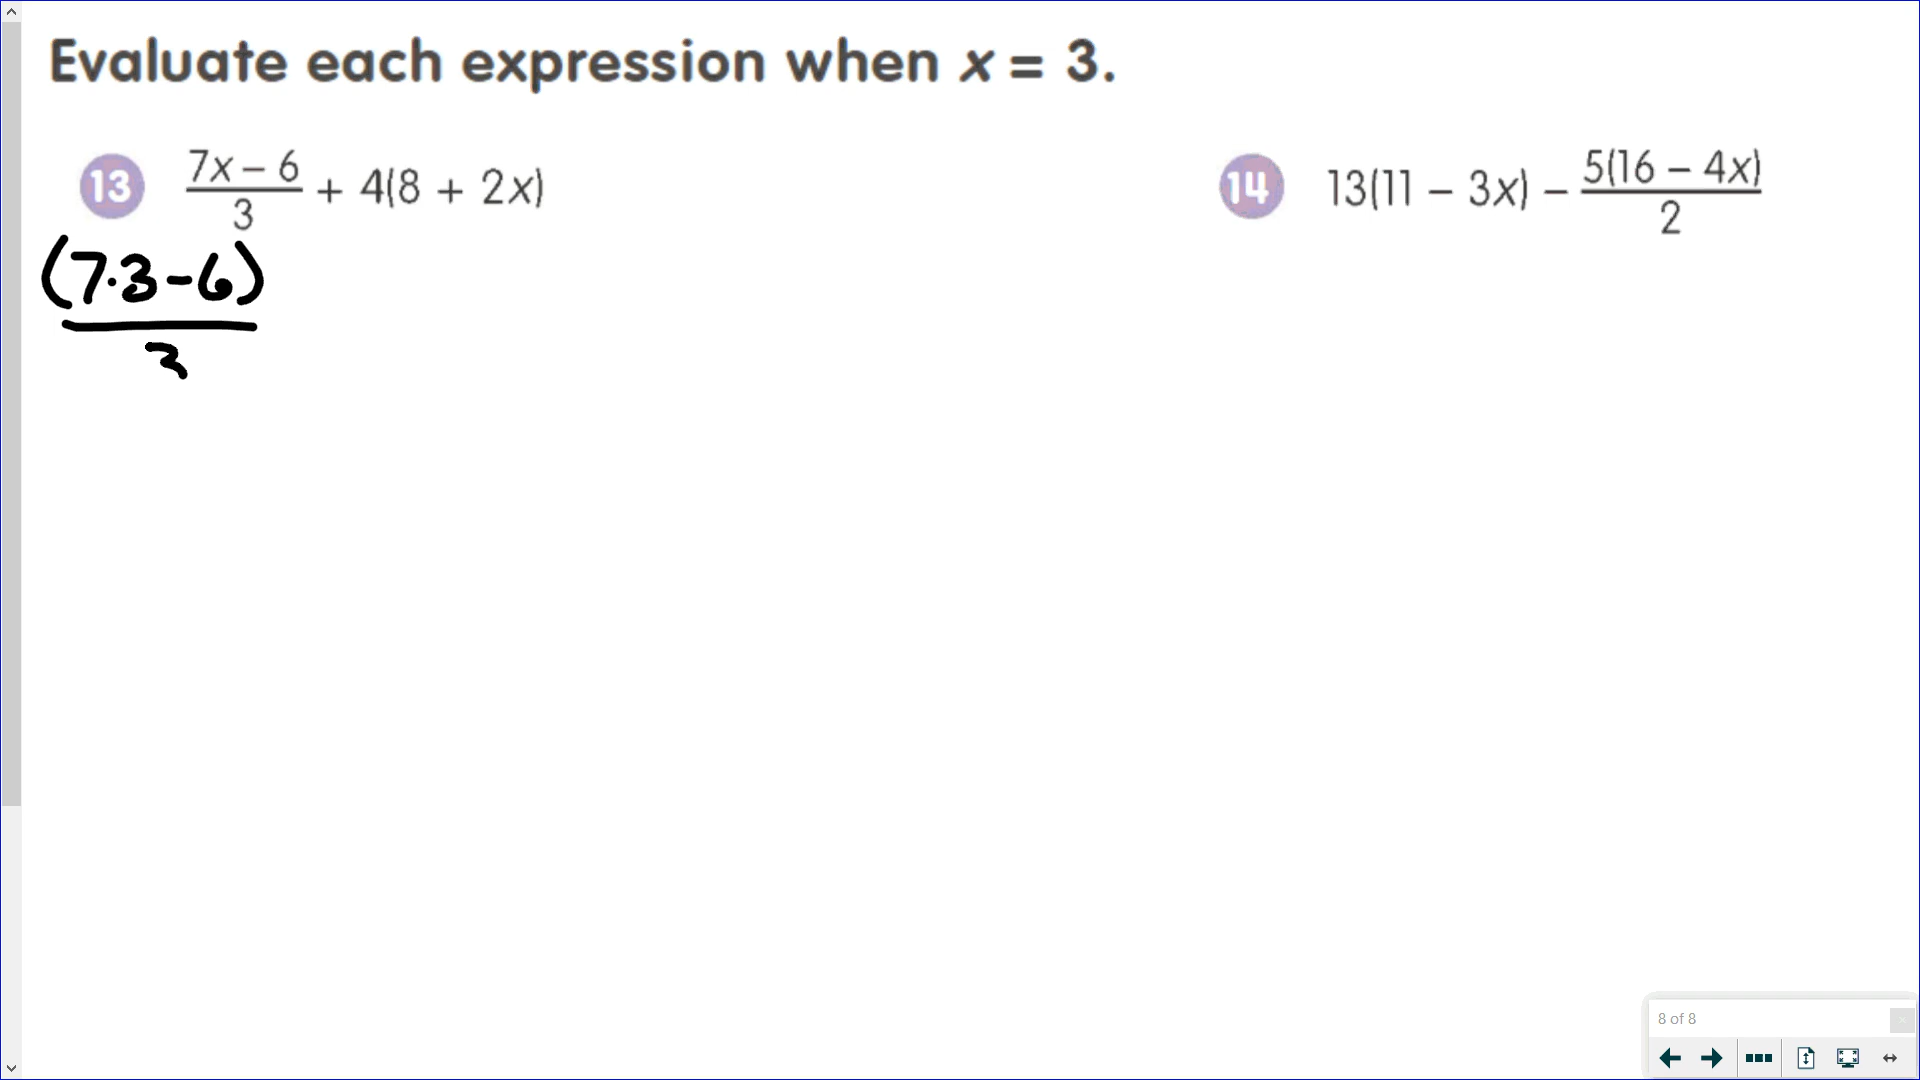 Evaluate each expression when x = 3.
13 (7x – 6)/3 + 4(8 + 2x)
14 13(11 – 3x) – 5(16 – 4x)/2
(7·3-6)
3
8 of 8